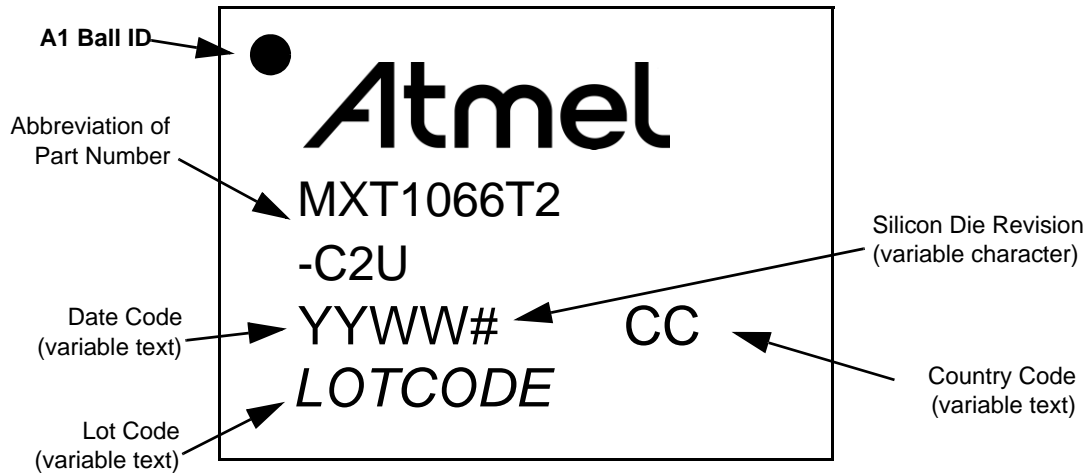 A1 Ball ID
Atmel
Abbreviation of
Part Number
MXT1066T2
-C2U
Silicon Die Revision
(variable character)
Date Code
(variable text)
YYWW# CC
LOTCODE
Country Code
(variable text)
Lot Code
(variable text)